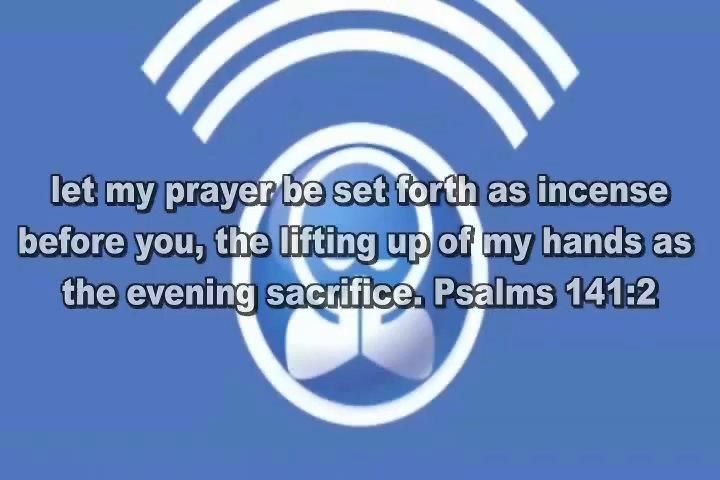 let my prayer be set forth as incense
before you, the lifting up of my hands as
the evening sacrifice. Psalms 141:2